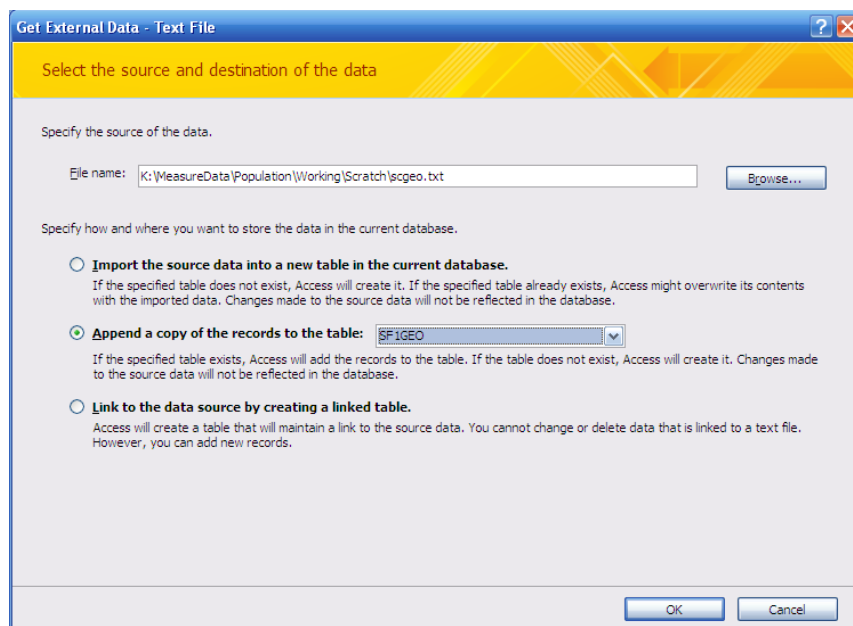 Get External Data - Text File
Select the source and destination of the data
Specify the source of the data.
File name: K:\MeasureData\Population\Working\Scratch\scgeo.txt Browse...
Specify how and where you want to store the data in the current database.
Import the source data into a new table in the current database.
If the specified table does not exist, Access will create it. If the specified table already exists, Access might overwrite its contents
with the imported data. Changes made to the source data will not be reflected in the database.
Append a copy of the records to the table: SF1GEO
If the specified table exists, Access will add the records to the table. If the table does not exist, Access will create it. Changes made
to the source data will not be reflected in the database.
Link to the data source by creating a linked table.
Access will create a table that will maintain a link to the source data. You cannot change or delete data that is linked to a text file.
However, you can add new records.
OK Cancel